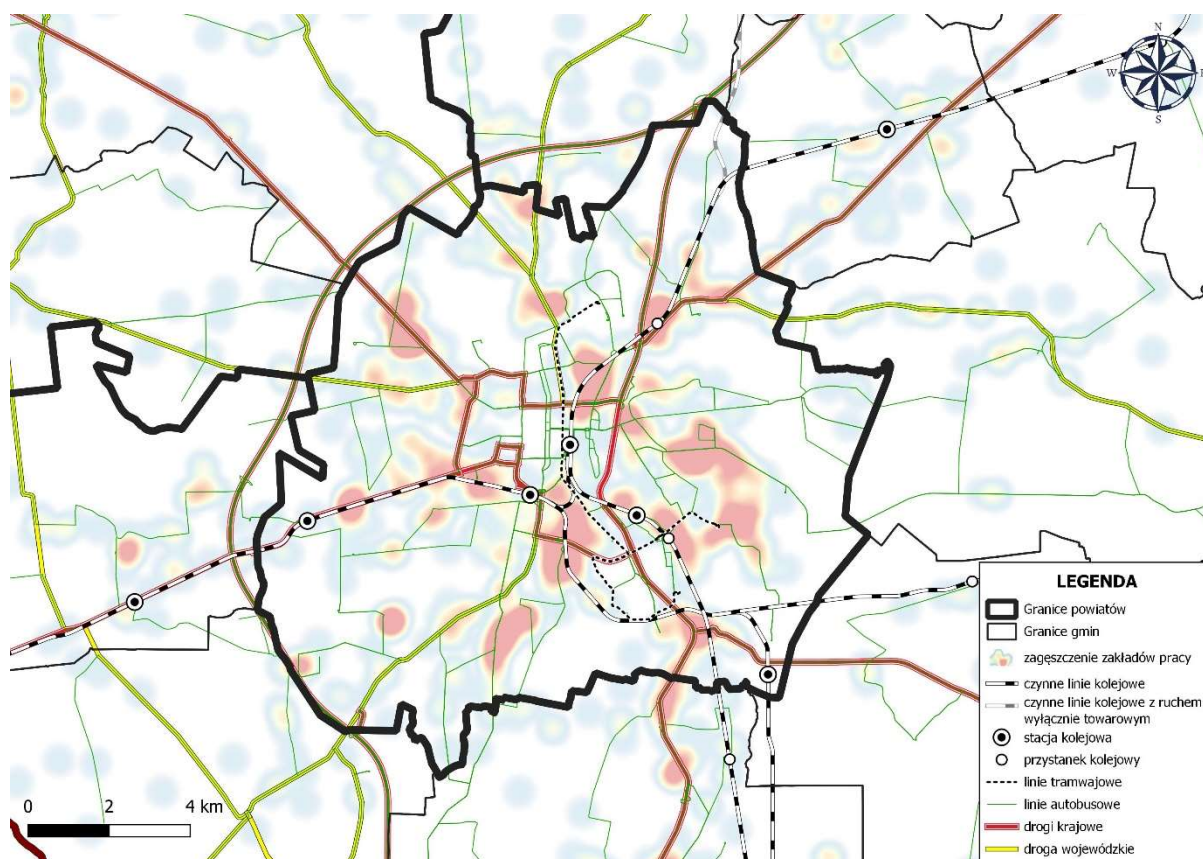 N
W
S
LEGENDA
Granice powiatów
Granice gmin
zagęszczenie zakładów pracy
czynne linie kolejowe
czynne linie kolejowe z ruchem
wyłącznie towarowym
stacja kolejowa
przystanek kolejowy
linie tramwajowe
linie autobusowe
drogi krajowe
droga wojewódzkie
0 2 4 km